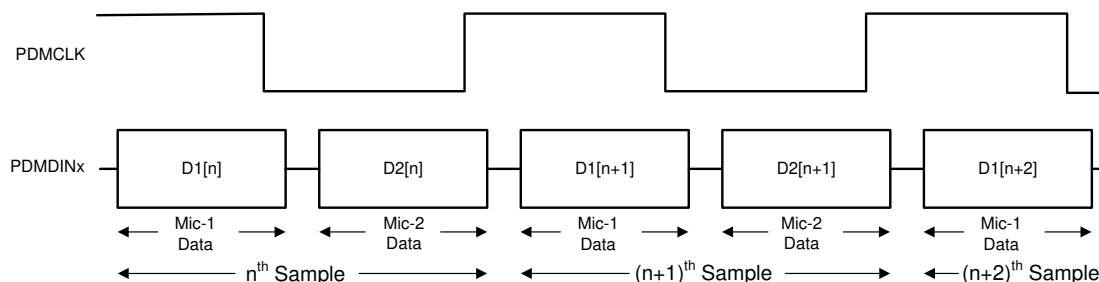 PDMCLK
PDMDINx
D1[n]
D2[n]
D1[n+1]
D2[n+1]
D1[n+2]
Mic-1
Data
Mic-2
Data
Mic-1
Data
Mic-2
Data
Mic-1
Data
nth Sample
(n+1)th Sample
(n+2)th Sample